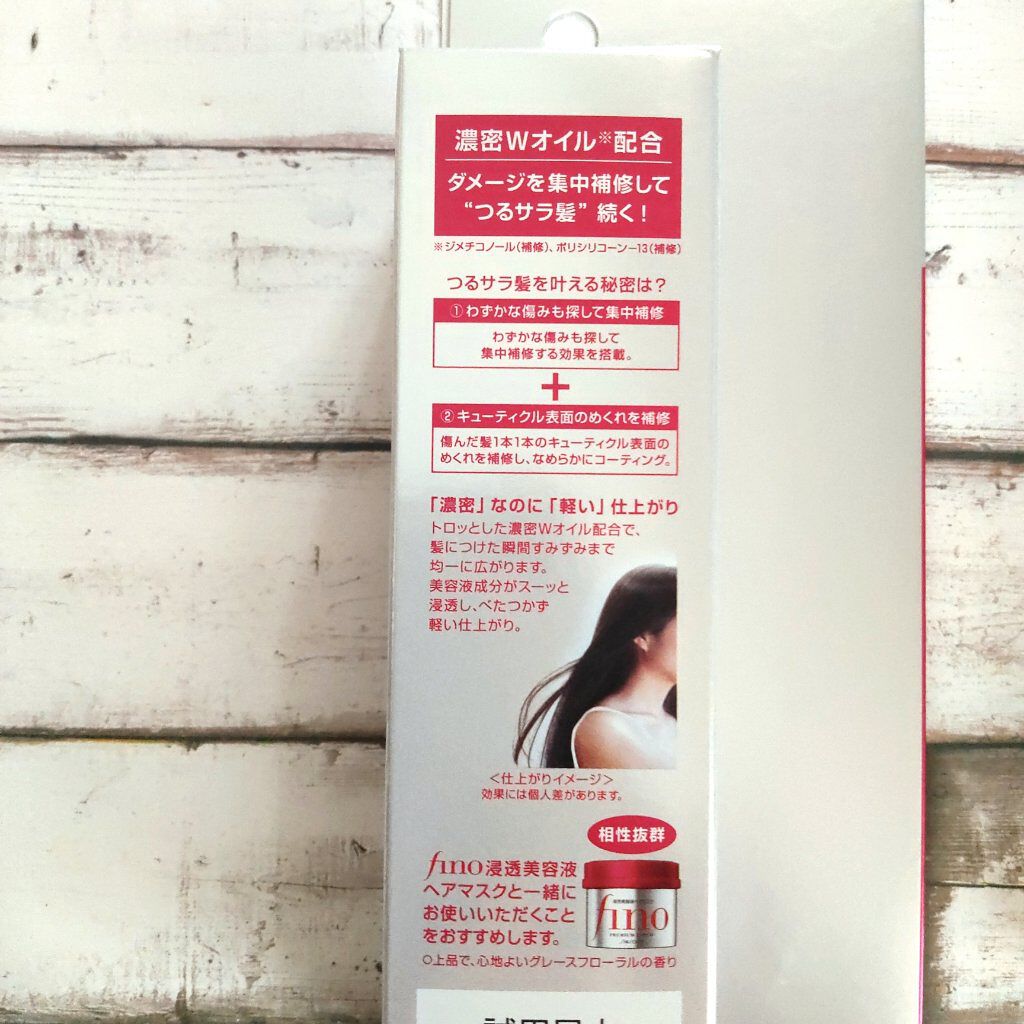 濃密Wオイル※配合
ダメージを集中補修して
“つるサラ髪”続く!
※ジメチコノール(補修)、ポリシリコーン-13(補修)
つるサラ髪を叶える秘密は?
①わずかな傷みも探して集中補修
わずかな傷みも探して
集中補修する効果を搭載。
+
②キューティクル表面のめくれを補修
傷んだ髪1本1本のキューティクル表面の
めくれを補修し、なめらかにコーティング。
「濃密」なのに「軽い」仕上がり
トロッとした濃密Wオイル配合で、
髪につけた瞬間すみずみまで
均一に広がります。
美容液成分がスーッと
浸透し、べたつかず
軽い仕上がり。
<仕上がりイメージ>
効果には個人差があります。
相性抜群
fino浸透美容液
ヘアマスクと一緒に
お使いいただくこと
をおすすめします。
fino
○上品で、心地よいグレースフローラルの香り